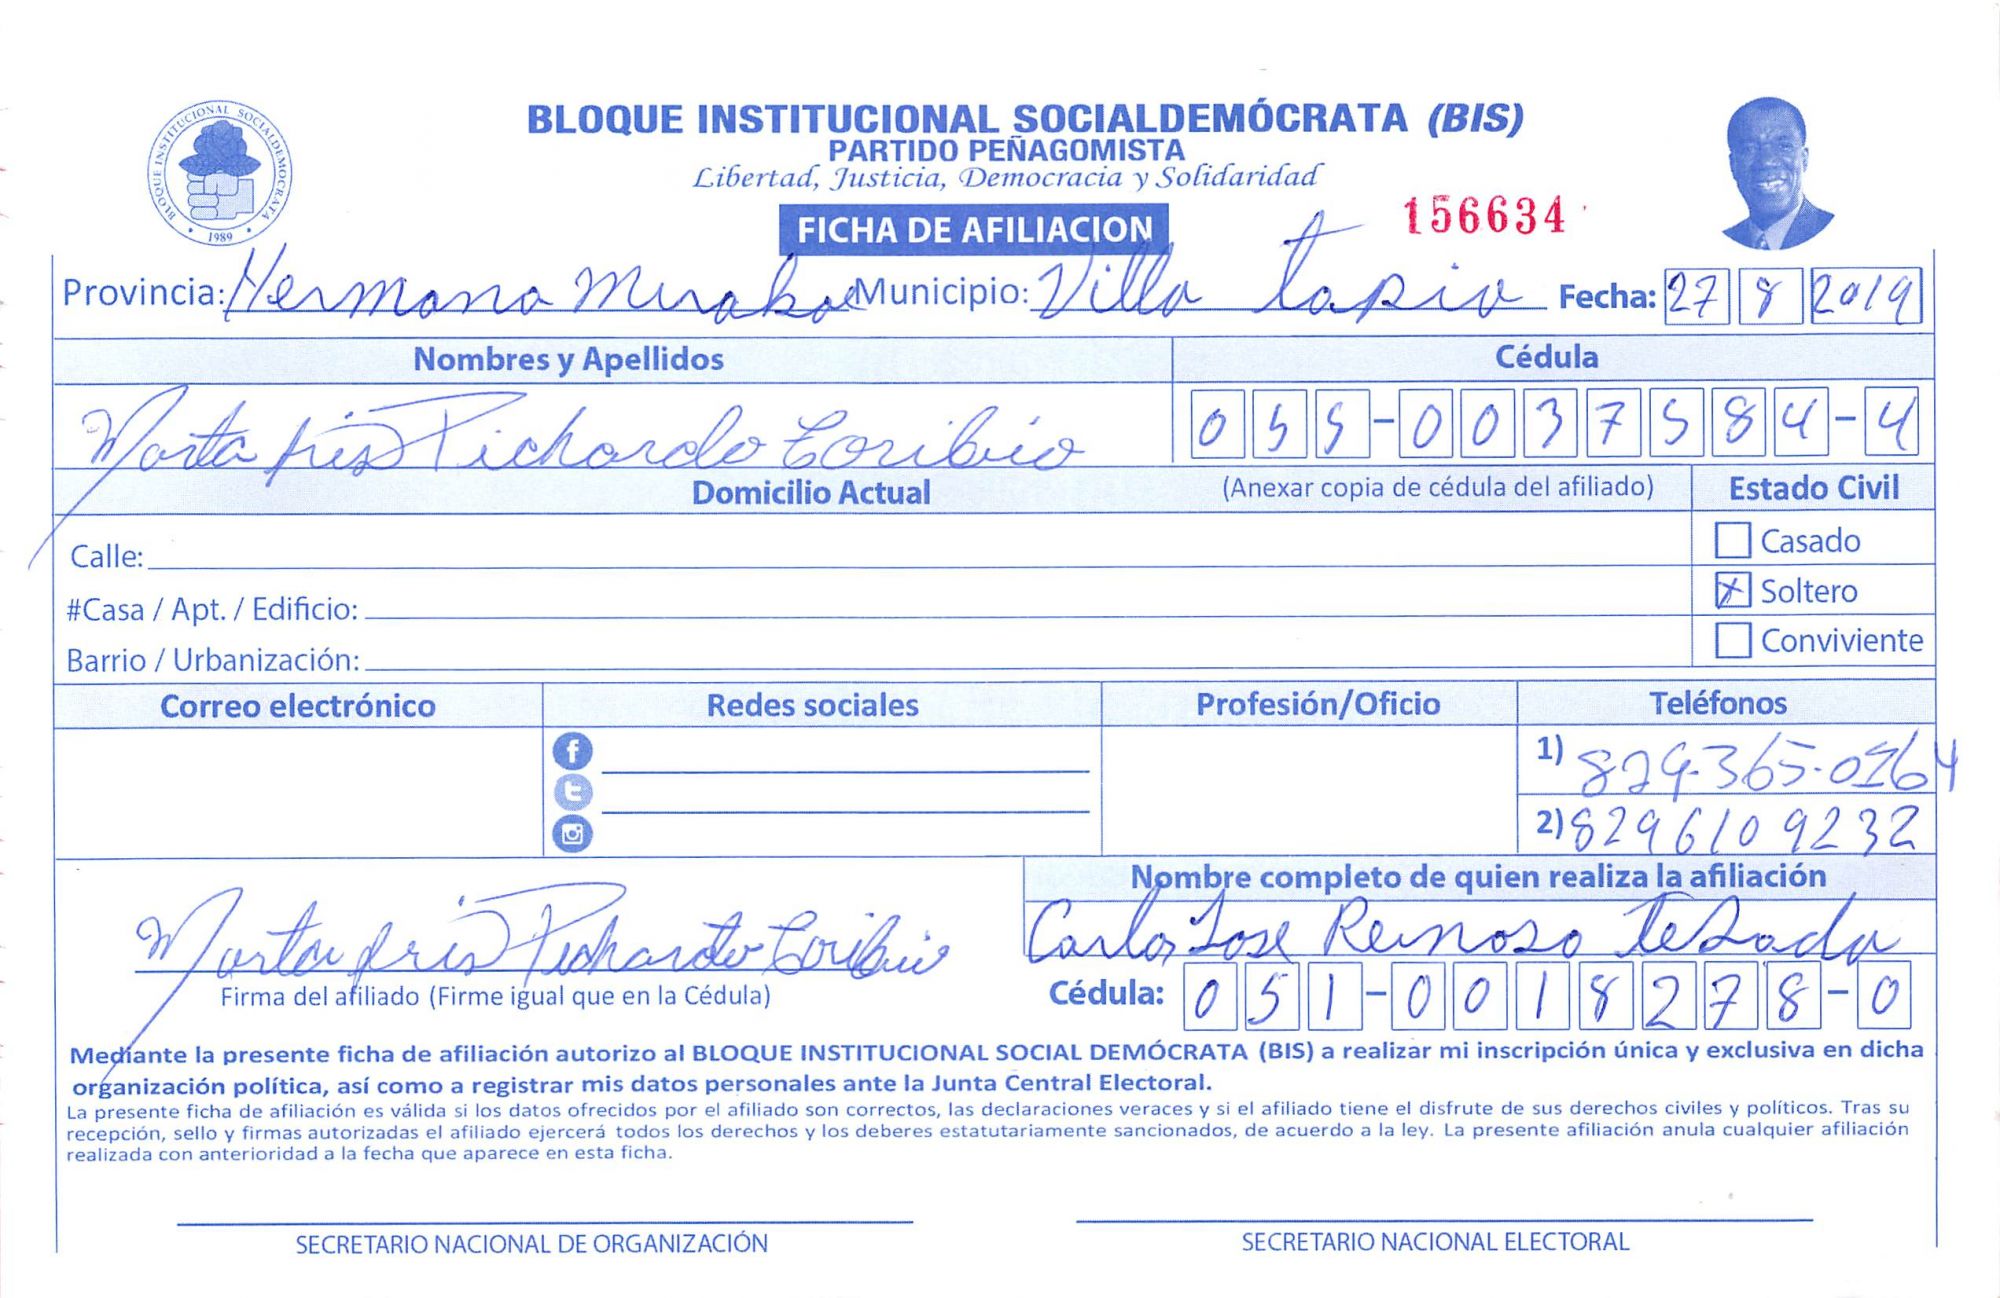 BLOQUE INSTITUCIONAL SOCIALDEMOCRATA
1989
BLOQUE INSTITUCIONAL SOCIALDEMÓCRATA (BIS)
PARTIDO PEÑAGOMISTA
Libertad, Justicia, Democracia y Solidaridad
156634
FICHA DE AFILIACION
Provincia: Hermana Mirabal Municipio: Villa tapia Fecha: 27 8 2019
Nombres y Apellidos Cédula
Marta Iris Pichardo Toribio 055-0037584-4
Domicilio Actual (Anexar copia de cédula del afiliado) Estado Civil
Calle: Casado
#Casa / Apt. / Edificio: X Soltero
Barrio / Urbanización: Conviviente
Correo electrónico Redes sociales Profesión/Oficio Teléfonos
1) 829-365-0264
2) 8296109232
Nombre completo de quien realiza la afiliación
Marta Iris Pichardo Toribio Carlos Jose Reinoso Tejada
Firma del afiliado (Firme igual que en la Cédula) Cédula: 051-0018278-0
Mediante la presente ficha de afiliación autorizo al BLOQUE INSTITUCIONAL SOCIAL DEMÓCRATA (BIS) a realizar mi inscripción única y exclusiva en dicha
organización política, así como a registrar mis datos personales ante la Junta Central Electoral.
La presente ficha de afiliación es válida si los datos ofrecidos por el afiliado son correctos, las declaraciones veraces y si el afiliado tiene el disfrute de sus derechos civiles y políticos. Tras su
recepción, sello y firmas autorizadas el afiliado ejercerá todos los derechos y los deberes estatutariamente sancionados, de acuerdo a la ley. La presente afiliación anula cualquier afiliación
realizada con anterioridad a la fecha que aparece en esta ficha.
SECRETARIO NACIONAL DE ORGANIZACIÓN SECRETARIO NACIONAL ELECTORAL